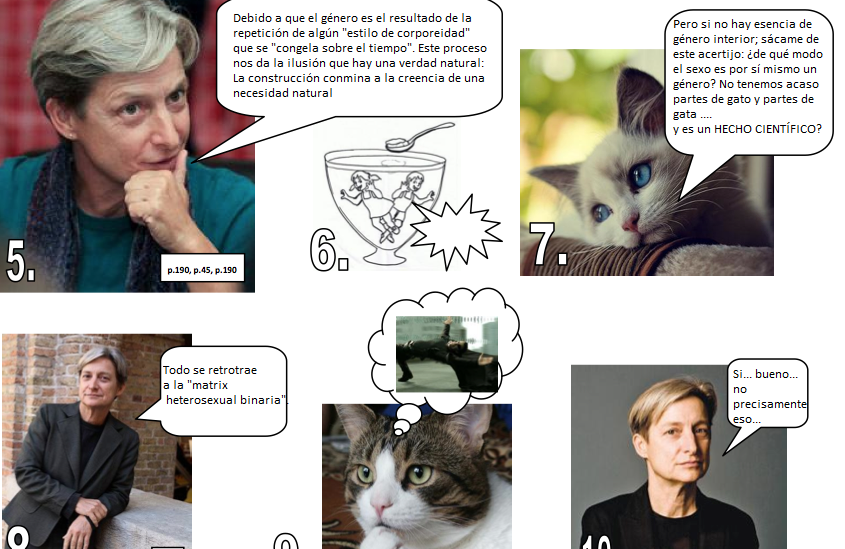 Debido a que el género es el resultado de la
repetición de algún "estilo de corporeidad"
que se "congela sobre el tiempo". Este proceso
nos da la ilusión que hay una verdad natural:
La construcción conmina a la creencia de una
necesidad natural
5.
p.190, p.45, p.190
6.
Pero si no hay esencia de
género interior; sácame de
este acertijo: ¿de qué modo
el sexo es por sí mismo un
género? No tenemos acaso
partes de gato y partes de
gata ....
y es un HECHO CIENTÍFICO?
7.
Todo se retrotrae
a la "matrix
heterosexual binaria".
8
9
Si... bueno...
no
precisamente
eso...
10